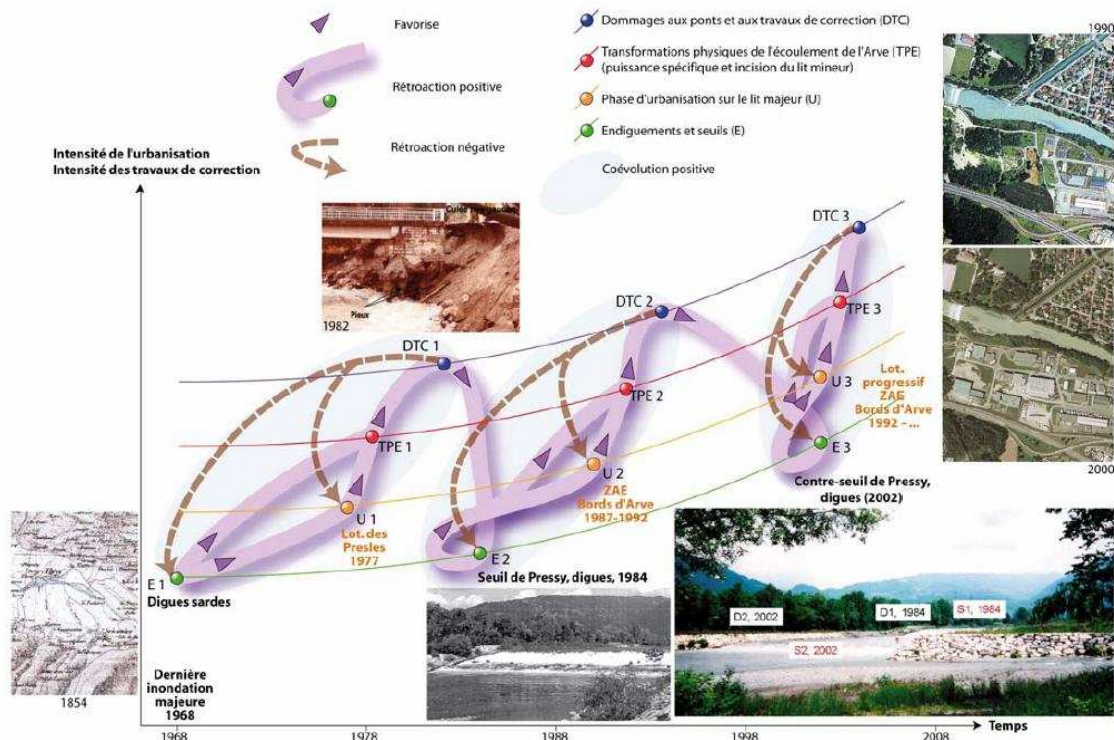 Favorise
Rétroaction positive
Rétroaction négative
Dommages aux ponts et aux travaux de correction (DTC)
Transformations physiques de l'écoulement de l'Arve (TPE)
(puissance spécifique et incision du lit mineur)
Phase d'urbanisation sur le lit majeur (U)
Endiguements et seuils (E)
Coévolution positive
1990
Intensité de l'urbanisation
Intensité des travaux de correction
Pieux
1982
DTC 1
DTC 2
DTC 3
TPE 1
TPE 2
TPE 3
U 1
Lot. des
Presles
1977
U 2
ZAE
Bords d'Arve
1987-1992
U 3
Lot.
progressif
ZAE
Bords d'Arve
1992 - ...
2000
E 1
Digues sardes
E 2
Seuil de Pressy, digues, 1984
E 3
Contre-seuil de Pressy,
digues (2002)
D2, 2002
D1, 1984
S1, 1984
S2, 2002
1854
Dernière
inondation
majeure
1968
Temps
1968
1978
1988
1998
2008